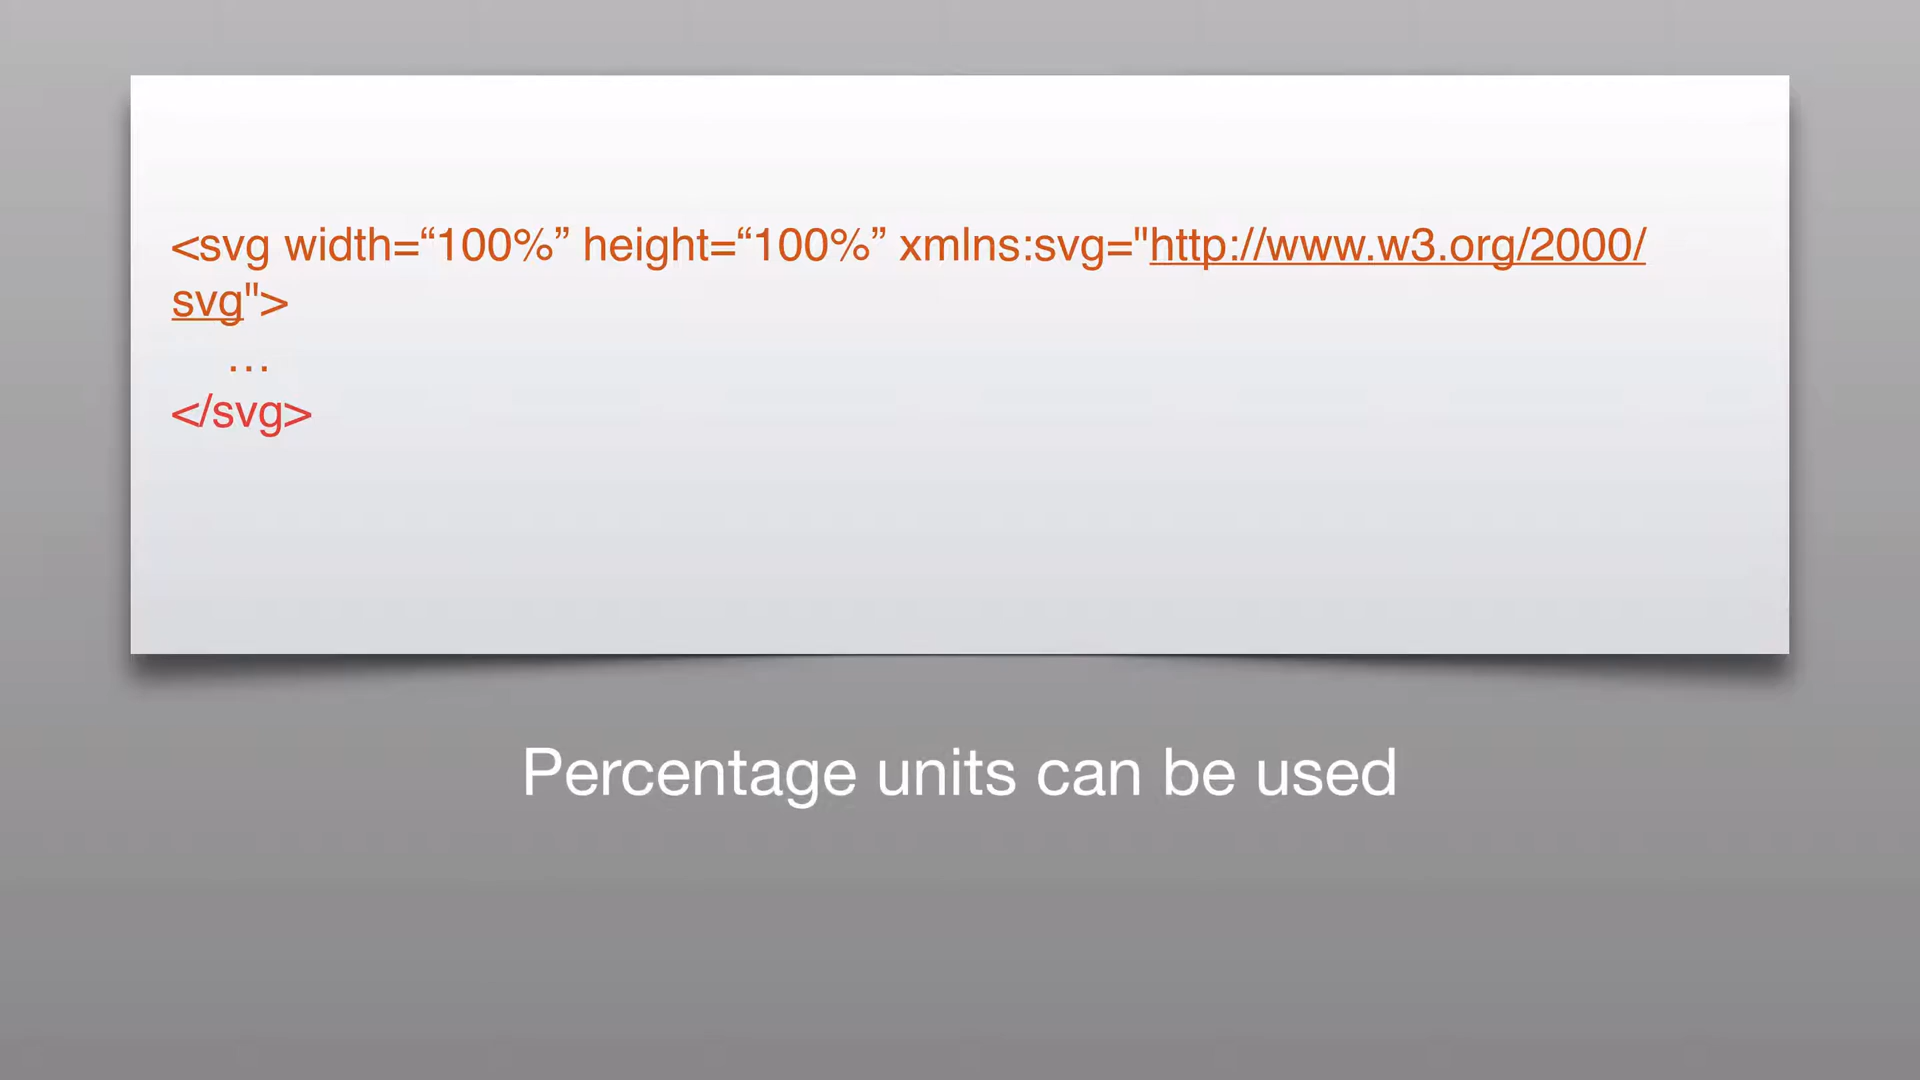 <svg width=“100%” height=“100%” xmlns:svg="http://www.w3.org/2000/
svg">
…
</svg>
Percentage units can be used